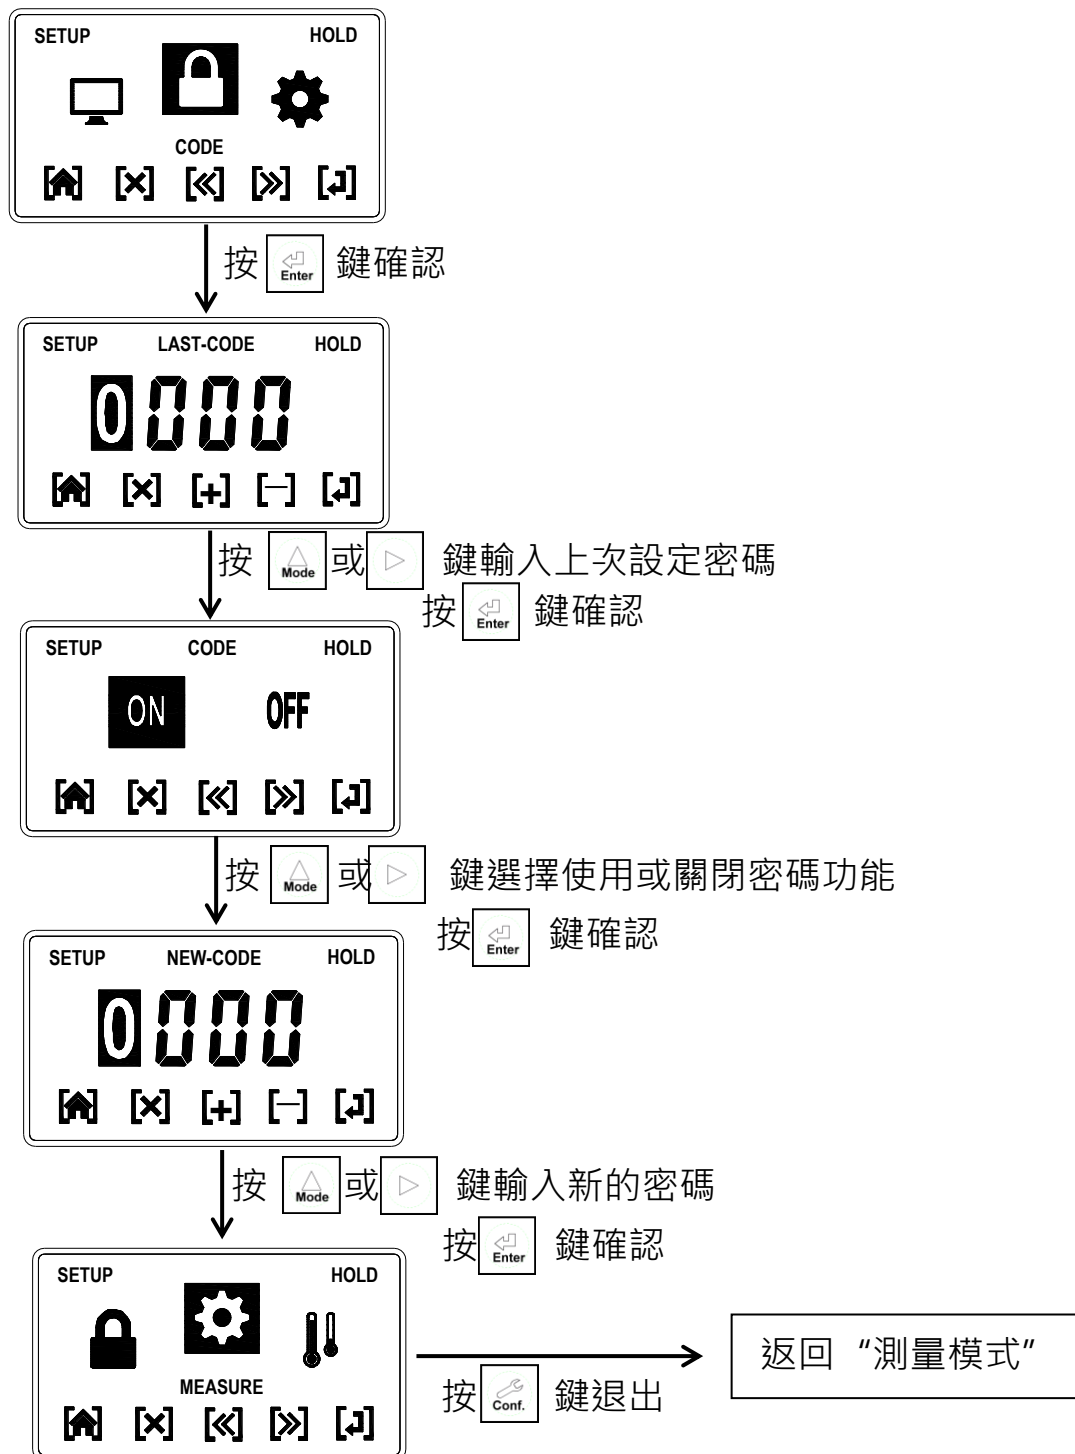 SETUP HOLD
CODE
按 Enter 鍵確認
SETUP LAST-CODE HOLD
0000
按 Mode 或 鍵輸入上次設定密碼
按 Enter 鍵確認
SETUP CODE HOLD
ON OFF
按 Mode 或 鍵選擇使用或關閉密碼功能
按 Enter 鍵確認
SETUP NEW-CODE HOLD
0000
按 Mode 或 鍵輸入新的密碼
按 Enter 鍵確認
SETUP HOLD
MEASURE
按 Conf. 鍵退出
返回 “測量模式”